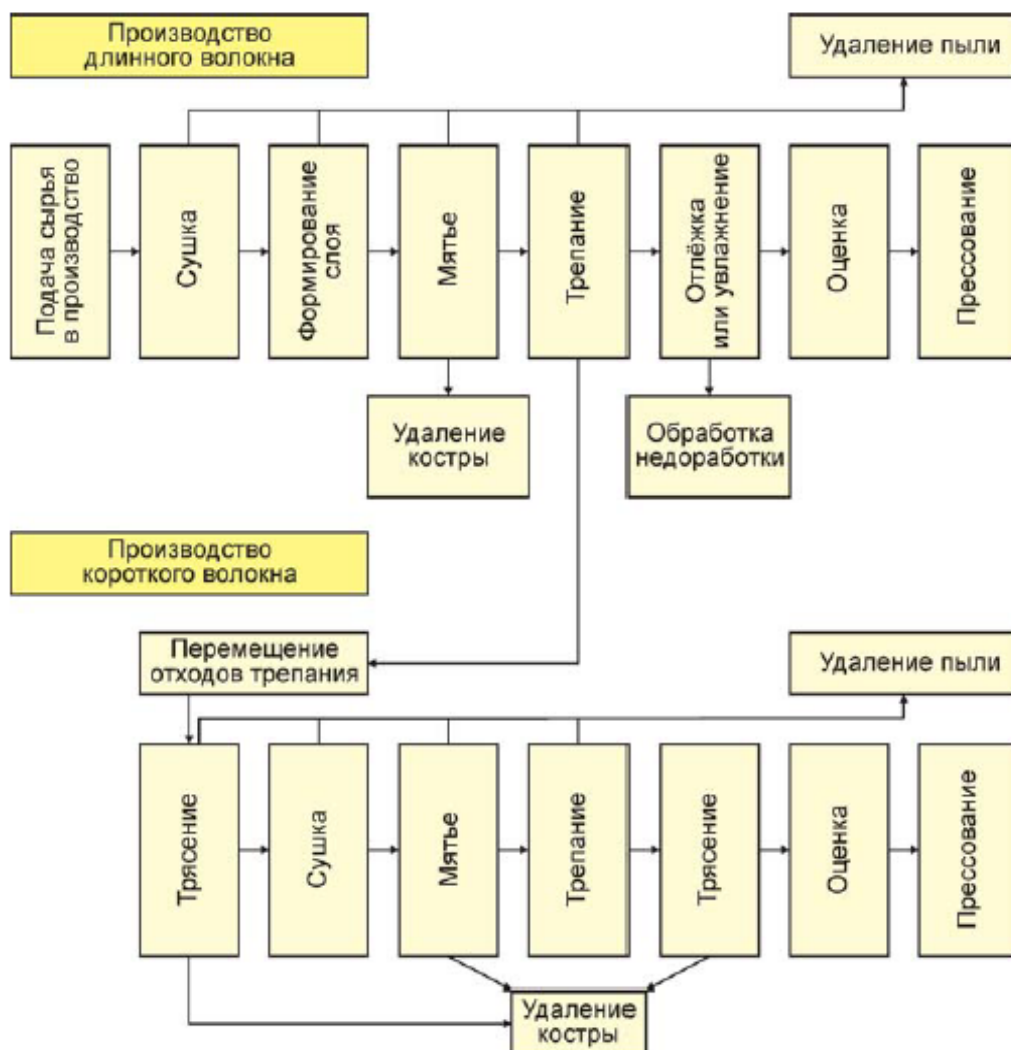 Производство
длинного волокна
Удаление пыли
Подача сырья
в производство
Сушка
Формирование
слоя
Мятье
Трепание
Отлёжка
или увлажнение
Оценка
Прессование
Удаление
костры
Обработка
недоработки
Производство
короткого волокна
Перемещение
отходов трепания
Удаление пыли
Трясение
Сушка
Мятье
Трепание
Трясение
Оценка
Прессование
Удаление
костры